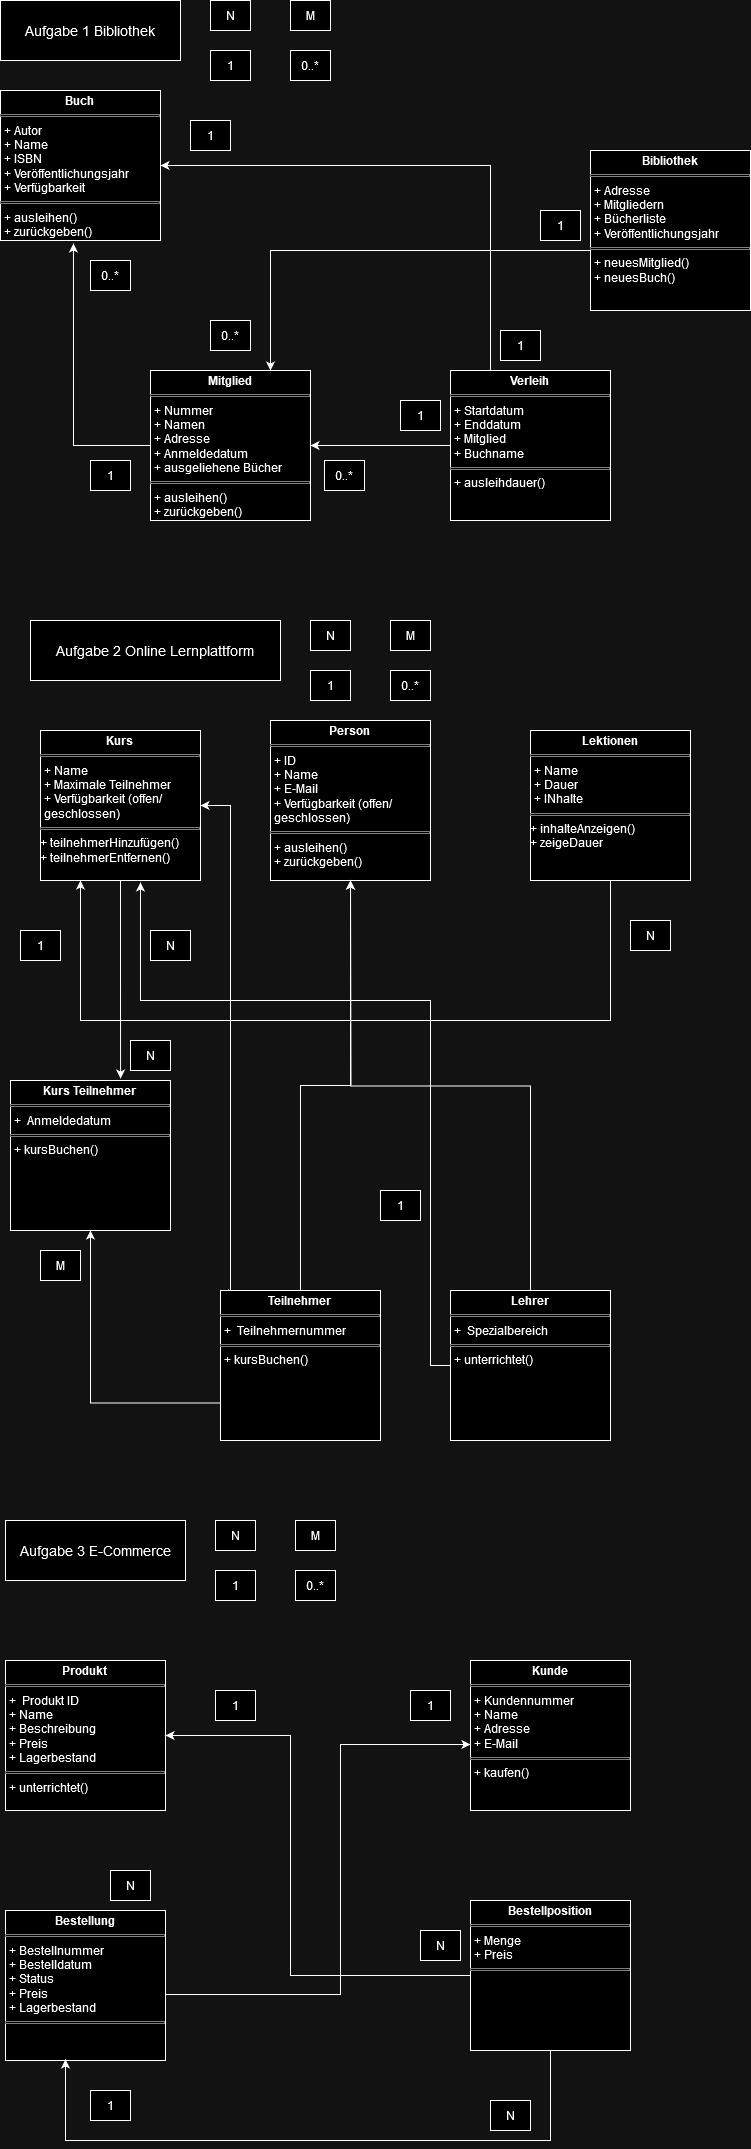 Aufgabe 1 Bibliothek
N
M
1
0..*
Buch
+ Autor
+ Name
+ ISBN
+ Veröffentlichungsjahr
+ Verfügbarkeit
+ ausleihen()
+ zurückgeben()
1
Bibliothek
+ Adresse
+ Mitgliedern
+ Bücherliste
+ Veröffentlichungsjahr
+ neuesMitglied()
+ neuesBuch()
1
0..*
0..*
1
Mitglied
+ Nummer
+ Namen
+ Adresse
+ Anmeldedatum
+ ausgeliehene Bücher
+ ausleihen()
+ zurückgeben()
1
0..*
1
Verleih
+ Startdatum
+ Enddatum
+ Mitglied
+ Buchname
+ ausleihdauer()
Aufgabe 2 Online Lernplattform
N
M
1
0..*
Kurs
+ Name
+ Maximale Teilnehmer
+ Verfügbarkeit (offen/
geschlossen)
+ teilnehmerHinzufügen()
+ teilnehmerEntfernen()
Person
+ ID
+ Name
+ E-Mail
+ Verfügbarkeit (offen/
geschlossen)
+ ausleihen()
+ zurückgeben()
Lektionen
+ Name
+ Dauer
+ INhalte
+ inhalteAnzeigen()
+ zeigeDauer
1
N
N
N
Kurs Teilnehmer
+ Anmeldedatum
+ kursBuchen()
1
M
Teilnehmer
+ Teilnehmernummer
+ kursBuchen()
Lehrer
+ Spezialbereich
+ unterrichtet()
Aufgabe 3 E-Commerce
N
M
1
0..*
Produkt
+ Produkt ID
+ Name
+ Beschreibung
+ Preis
+ Lagerbestand
+ unterrichtet()
1
1
Kunde
+ Kundennummer
+ Name
+ Adresse
+ E-Mail
+ kaufen()
N
Bestellung
+ Bestellnummer
+ Bestelldatum
+ Status
+ Preis
+ Lagerbestand
N
Bestellposition
+ Menge
+ Preis
1
N